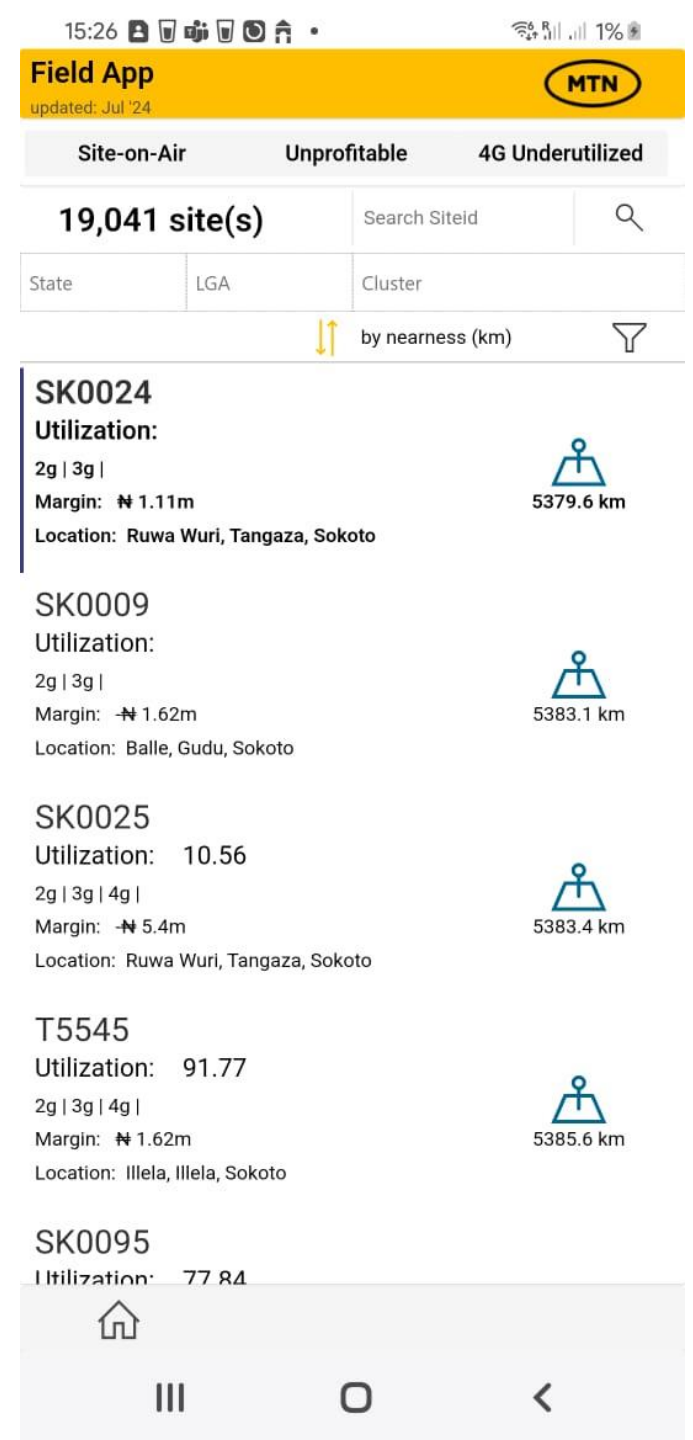 15:26 1%
Field App
MTN
updated: Jul '24
Site-on-Air Unprofitable 4G Underutilized
19,041 site(s) Search Siteid
State LGA Cluster
by nearness (km)
SK0024
Utilization:
2g | 3g |
Margin: ₦ 1.11m 5379.6 km
Location: Ruwa Wuri, Tangaza, Sokoto
SK0009
Utilization:
2g | 3g |
Margin: -₦ 1.62m 5383.1 km
Location: Balle, Gudu, Sokoto
SK0025
Utilization: 10.56
2g | 3g | 4g |
Margin: -₦ 5.4m 5383.4 km
Location: Ruwa Wuri, Tangaza, Sokoto
T5545
Utilization: 91.77
2g | 3g | 4g |
Margin: ₦ 1.62m 5385.6 km
Location: Illela, Illela, Sokoto
SK0095
Utilization: 77.84